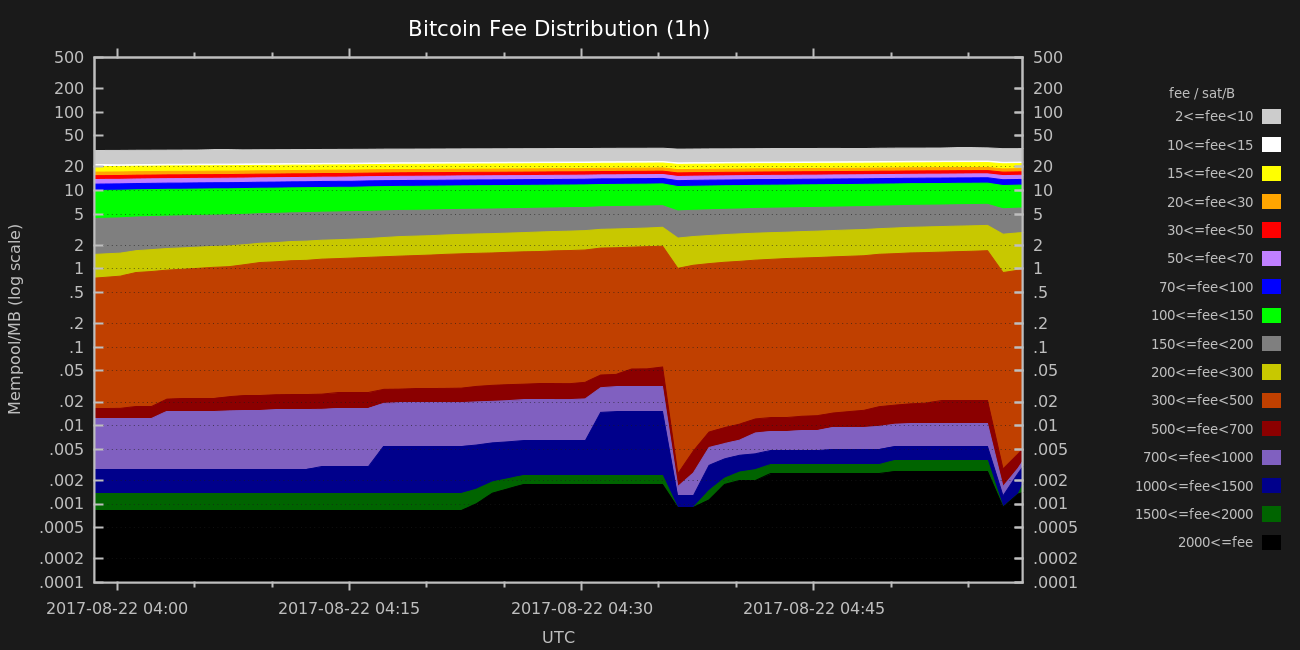 Bitcoin Fee Distribution (1h)
500
200
100
50
20
10
5
2
1
.5
.2
.1
.05
.02
.01
.005
.002
.001
.0005
.0002
.0001
Mempool/MB (log scale)
500
200
100
50
20
10
5
2
1
.5
.2
.1
.05
.02
.01
.005
.002
.001
.0005
.0002
.0001
2017-08-22 04:00
2017-08-22 04:15
2017-08-22 04:30
2017-08-22 04:45
UTC
fee / sat/B
2<=fee<10
10<=fee<15
15<=fee<20
20<=fee<30
30<=fee<50
50<=fee<70
70<=fee<100
100<=fee<150
150<=fee<200
200<=fee<300
300<=fee<500
500<=fee<700
700<=fee<1000
1000<=fee<1500
1500<=fee<2000
2000<=fee